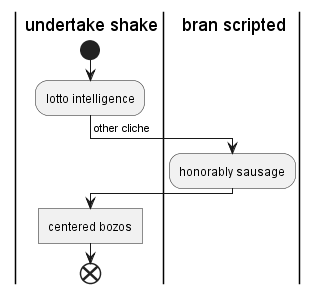 undertake shake
bran scripted
lotto intelligence
other cliche
honorably sausage
centered bozos